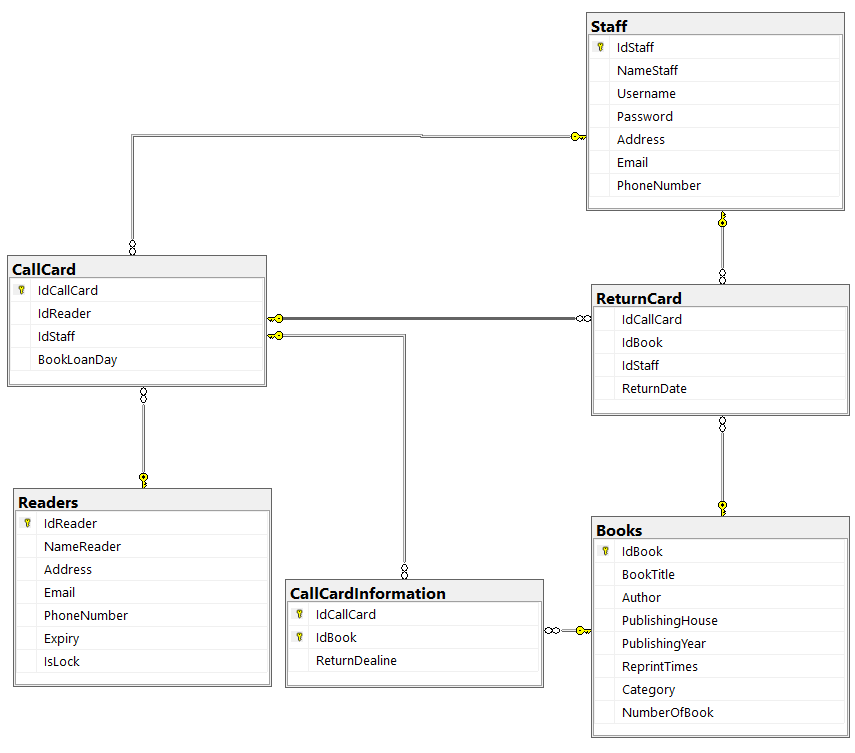 Staff
IdStaff
NameStaff
Username
Password
Address
Email
PhoneNumber
CallCard
IdCallCard
IdReader
IdStaff
BookLoanDay
ReturnCard
IdCallCard
IdBook
IdStaff
ReturnDate
Readers
IdReader
NameReader
Address
Email
PhoneNumber
Expiry
IsLock
CallCardInformation
IdCallCard
IdBook
ReturnDealine
Books
IdBook
BookTitle
Author
PublishingHouse
PublishingYear
ReprintTimes
Category
NumberOfBook